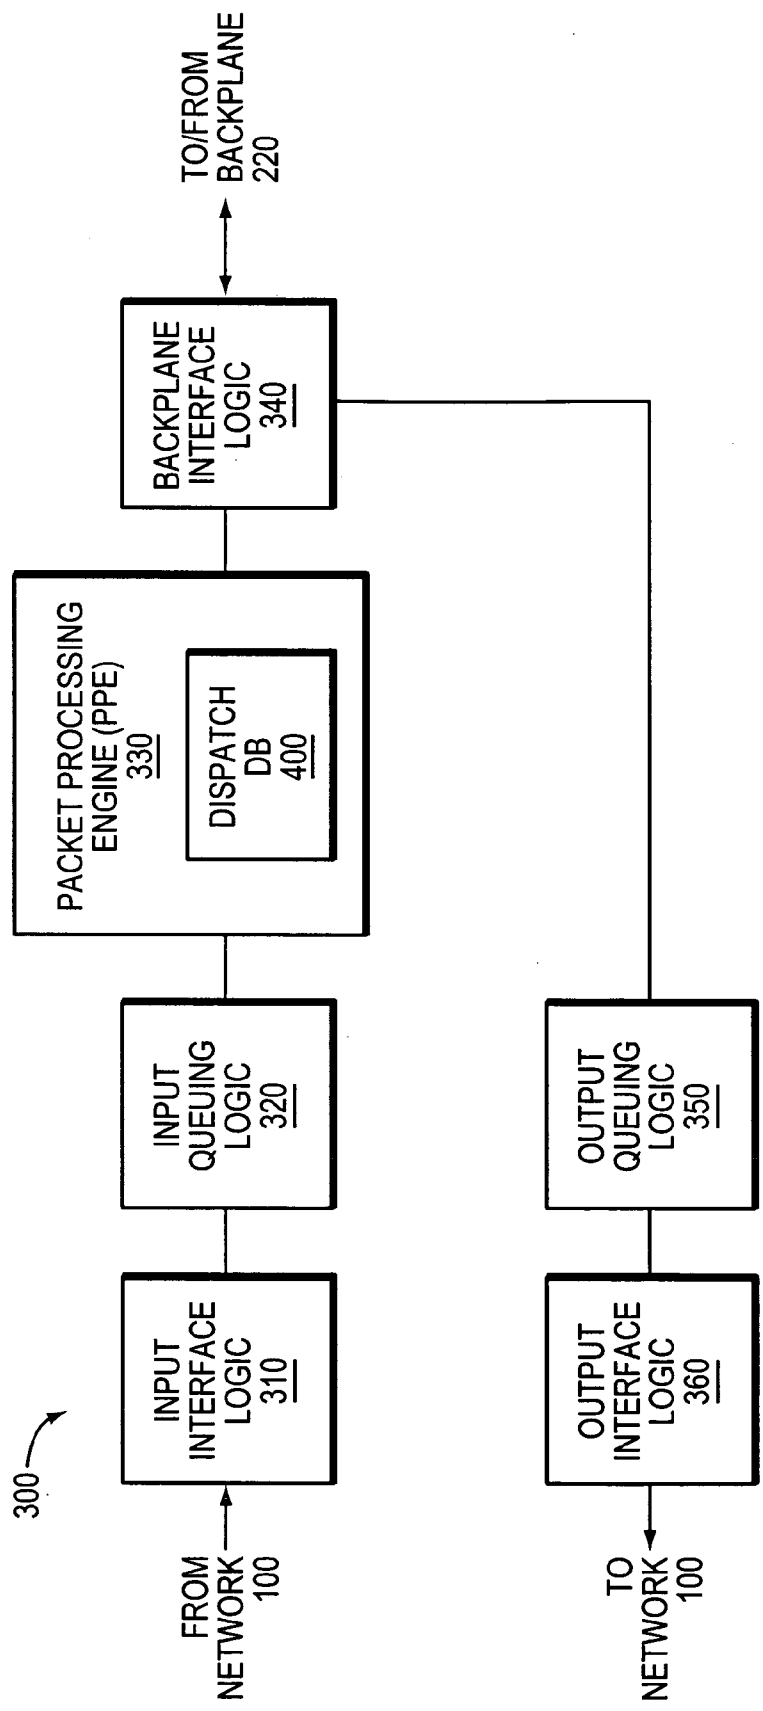 300
FROM
NETWORK
100
INPUT
INTERFACE
LOGIC
310
INPUT
QUEUING
LOGIC
320
PACKET PROCESSING
ENGINE (PPE)
330
DISPATCH
DB
400
BACKPLANE
INTERFACE
LOGIC
340
TO/FROM
BACKPLANE
220
TO
NETWORK
100
OUTPUT
INTERFACE
LOGIC
360
OUTPUT
QUEUING
LOGIC
350